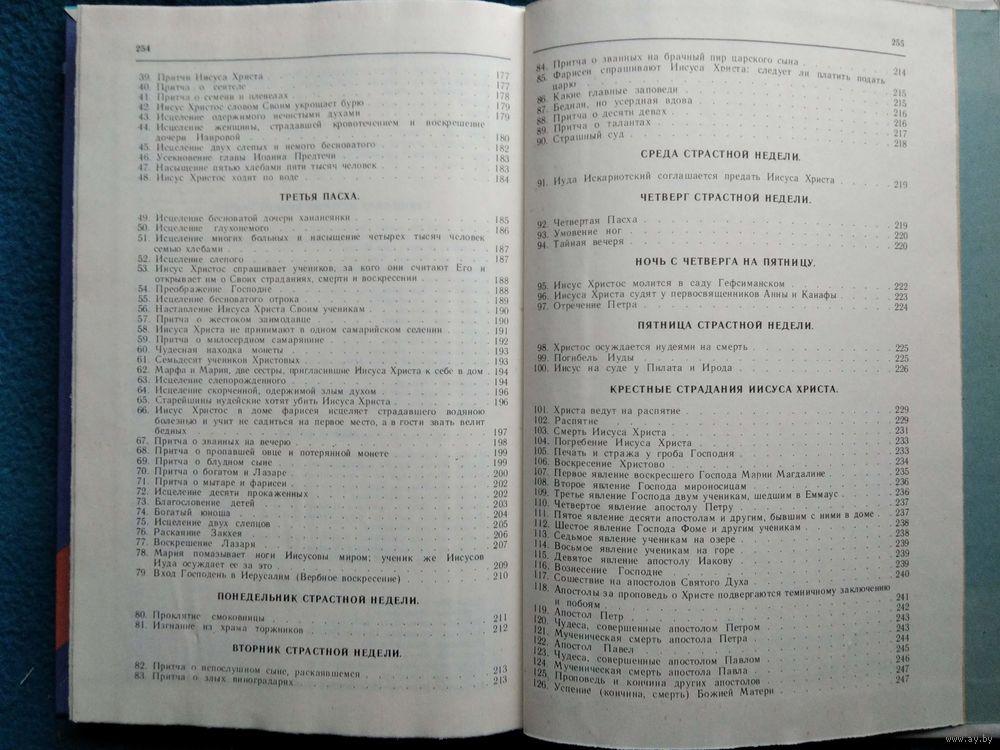 254
39. Притчи Иисуса Христа 177
40. Притча о сеятеле 177
41. Притча о семени и плевелах 178
42. Иисус Христос словом Своим укрощает бурю 179
43. Исцеление одержимого нечистыми духами 179
44. Исцеление женщины, страдавшей кровотечением и воскрешение
дочери Иаировой 180
45. Исцеление двух слепых и немого бесноватого 182
46. Усекновение главы Иоанна Предтечи 183
47. Насыщение пятью хлебами пяти тысяч человек 183
48. Иисус Христос ходит по воде 184
ТРЕТЬЯ ПАСХА.
49. Исцеление бесноватой дочери хананеянки 185
50. Исцеление глухонемого 186
51. Исцеление многих больных и насыщение четырех тысяч человек
семью хлебами 187
52. Исцеление слепого 187
53. Иисус Христос спрашивает учеников, за кого они считают Его и
открывает им о Своих страданиях, смерти и воскресении 188
54. Преображение Господне 188
55. Исцеление бесноватого отрока 189
56. Наставление Иисуса Христа Своим ученикам 190
57. Притча о жестоком заимодавце 190
58. Иисуса Христа не принимают в одном самарийском селении 191
59. Притча о милосердном самарянине 192
60. Чудесная находка монеты 193
61. Семьдесят учеников Христовых 193
62. Марфа и Мария, две сестры, пригласившие Иисуса Христа к себе в дом 194
63. Исцеление слепорожденного 194
64. Исцеление скорченной, одержимой злым духом 196
65. Старейшины иудейские хотят убить Иисуса Христа 196
66. Иисус Христос в доме фарисея исцеляет страдавшего водяною
болезнью и учит не садиться на первое место, а в гости звать велит
бедных 197
67. Притча о званных на вечерю 198
68. Притча о пропавшей овце и потерянной монете 199
69. Притча о блудном сыне 199
70. Притча о богатом и Лазаре 200
71. Притча о мытаре и фарисеи 202
72. Исцеление десяти прокаженных 202
73. Благословение детей 203
74. Богатый юноша 204
75. Исцеление двух слепцов 205
76. Раскаяние Закхея 206
77. Воскрешение Лазаря 207
78. Мария помазывает ноги Иисусовы миром; ученик же Иисусов
Иуда осуждает ее за это 209
79 Вход Господень в Иерусалим (Вербное воскресение) 210
ПОНЕДЕЛЬНИК СТРАСТНОЙ НЕДЕЛИ.
80. Проклятие смоковницы 211
81. Изгнание из храма торжников 212
ВТОРНИК СТРАСТНОЙ НЕДЕЛИ.
82. Притча о непослушном сыне, раскаявшемся 213
83. Притча о злых виноградарях 213
255
84. Притча о званных на брачный пир царского сына 214
85. Фарисеи спрашивают Иисуса Христа: следует ли платить подать
царю 215
86. Какие главные заповеди 215
87. Бедная, но усердная вдова 216
88. Притча о десяти девах 216
89. Притча о талантах 217
90. Страшный суд 218
СРЕДА СТРАСТНОЙ НЕДЕЛИ.
91. Иуда Искариотский соглашается предать Иисуса Христа 219
ЧЕТВЕРГ СТРАСТНОЙ НЕДЕЛИ.
92. Четвертая Пасха 219
93. Умовение ног 220
94. Тайная вечеря 220
НОЧЬ С ЧЕТВЕРГА НА ПЯТНИЦУ.
95. Иисус Христос молится в саду Гефсиманском 222
96. Иисуса Христа судят у первосвященников Анны и Каиафы 223
97. Отречение Петра 224
ПЯТНИЦА СТРАСТНОЙ НЕДЕЛИ.
98. Христос осуждается иудеями на смерть 225
99. Погибель Иуды 225
100. Иисус на суде у Пилата и Ирода 226
КРЕСТНЫЕ СТРАДАНИЯ ИИСУСА ХРИСТА.
101. Христа ведут на распятие 229
102. Распятие 229
103. Смерть Иисуса Христа 231
104. Погребение Иисуса Христа 233
105. Печать и стража у гроба Господня 233
106. Воскресение Христово 234
107. Первое явление воскресшего Господа Марии Магдалине 235
108. Второе явление Господа мироносицам 236
109. Третье явление Господа двум ученикам, шедшим в Еммаус 236
110. Четвертое явление апостолу Петру 237
111. Пятое явление десяти апостолам и другим, бывшим с ними в доме 237
112. Шестое явление Господа Фоме и другим ученикам 238
113. Седьмое явление ученикам на озере 238
114. Восьмое явление ученикам на горе 239
115. Девятое явление апостолу Иакову 239
116. Вознесение Господне 239
117. Сошествие на апостолов Святого Духа 240
118. Апостолы за проповедь о Христе подвергаются темничному заключению
и побоям 241
119. Апостол Петр 242
120. Чудеса, совершенные апостолом Петром 243
121. Мученическая смерть апостола Петра 243
122. Апостол Павел 244
123. Чудеса, совершенные апостолом Павлом 245
124. Мученическая смерть апостола Павла 246
125. Проповедь и кончина других апостолов 247
126. Успение (кончина, смерть) Божией Матери 247
www.ay.by